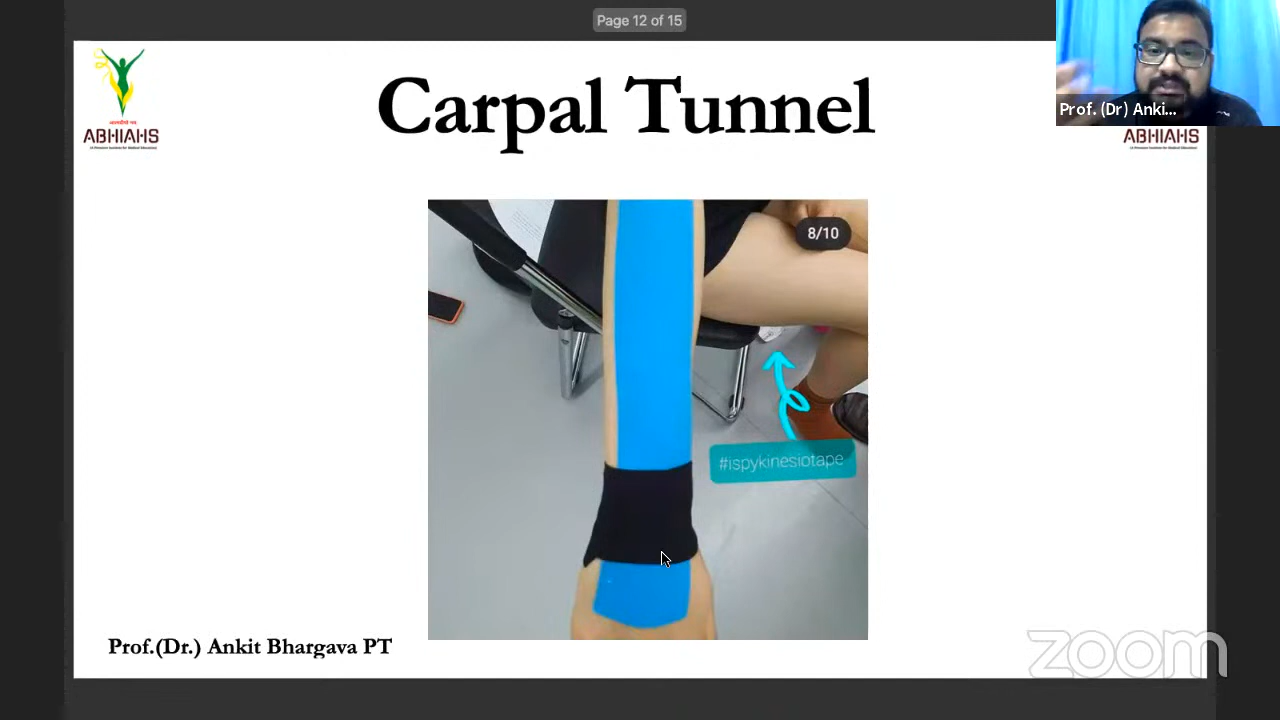 Page 12 of 15
Prof. (Dr) Anki...
ABHIAHS
ABHIAHS
Carpal Tunnel
8/10
#ispykinesiotape
Prof.(Dr.) Ankit Bhargava PT
zoom